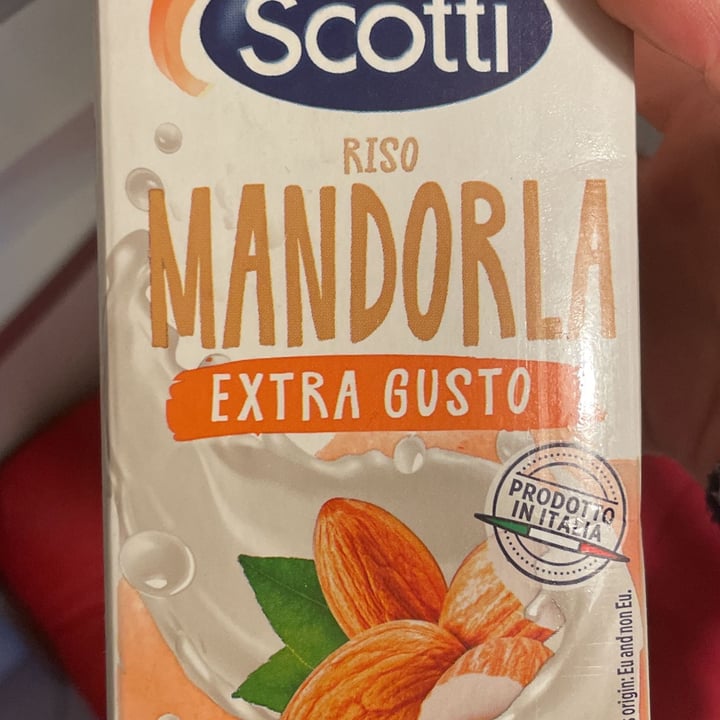 Scotti
RISO
MANDORLA
EXTRA GUSTO
PRODOTTO
IN ITALIA
origin: Eu and non Eu.